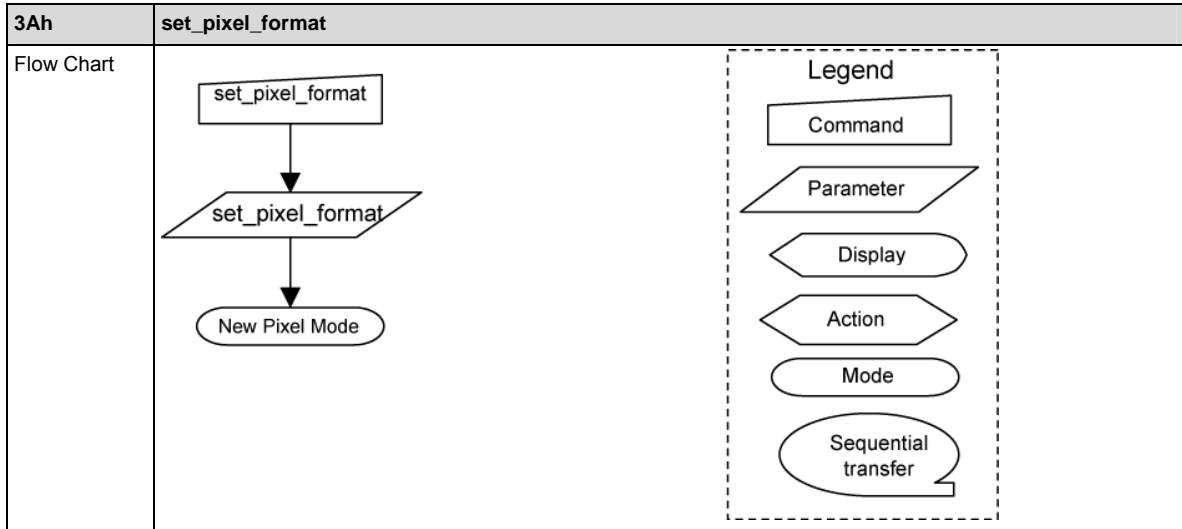 3Ah set_pixel_format
Flow Chart
set_pixel_format
set_pixel_format
New Pixel Mode
Legend
Command
Parameter
Display
Action
Mode
Sequential
transfer